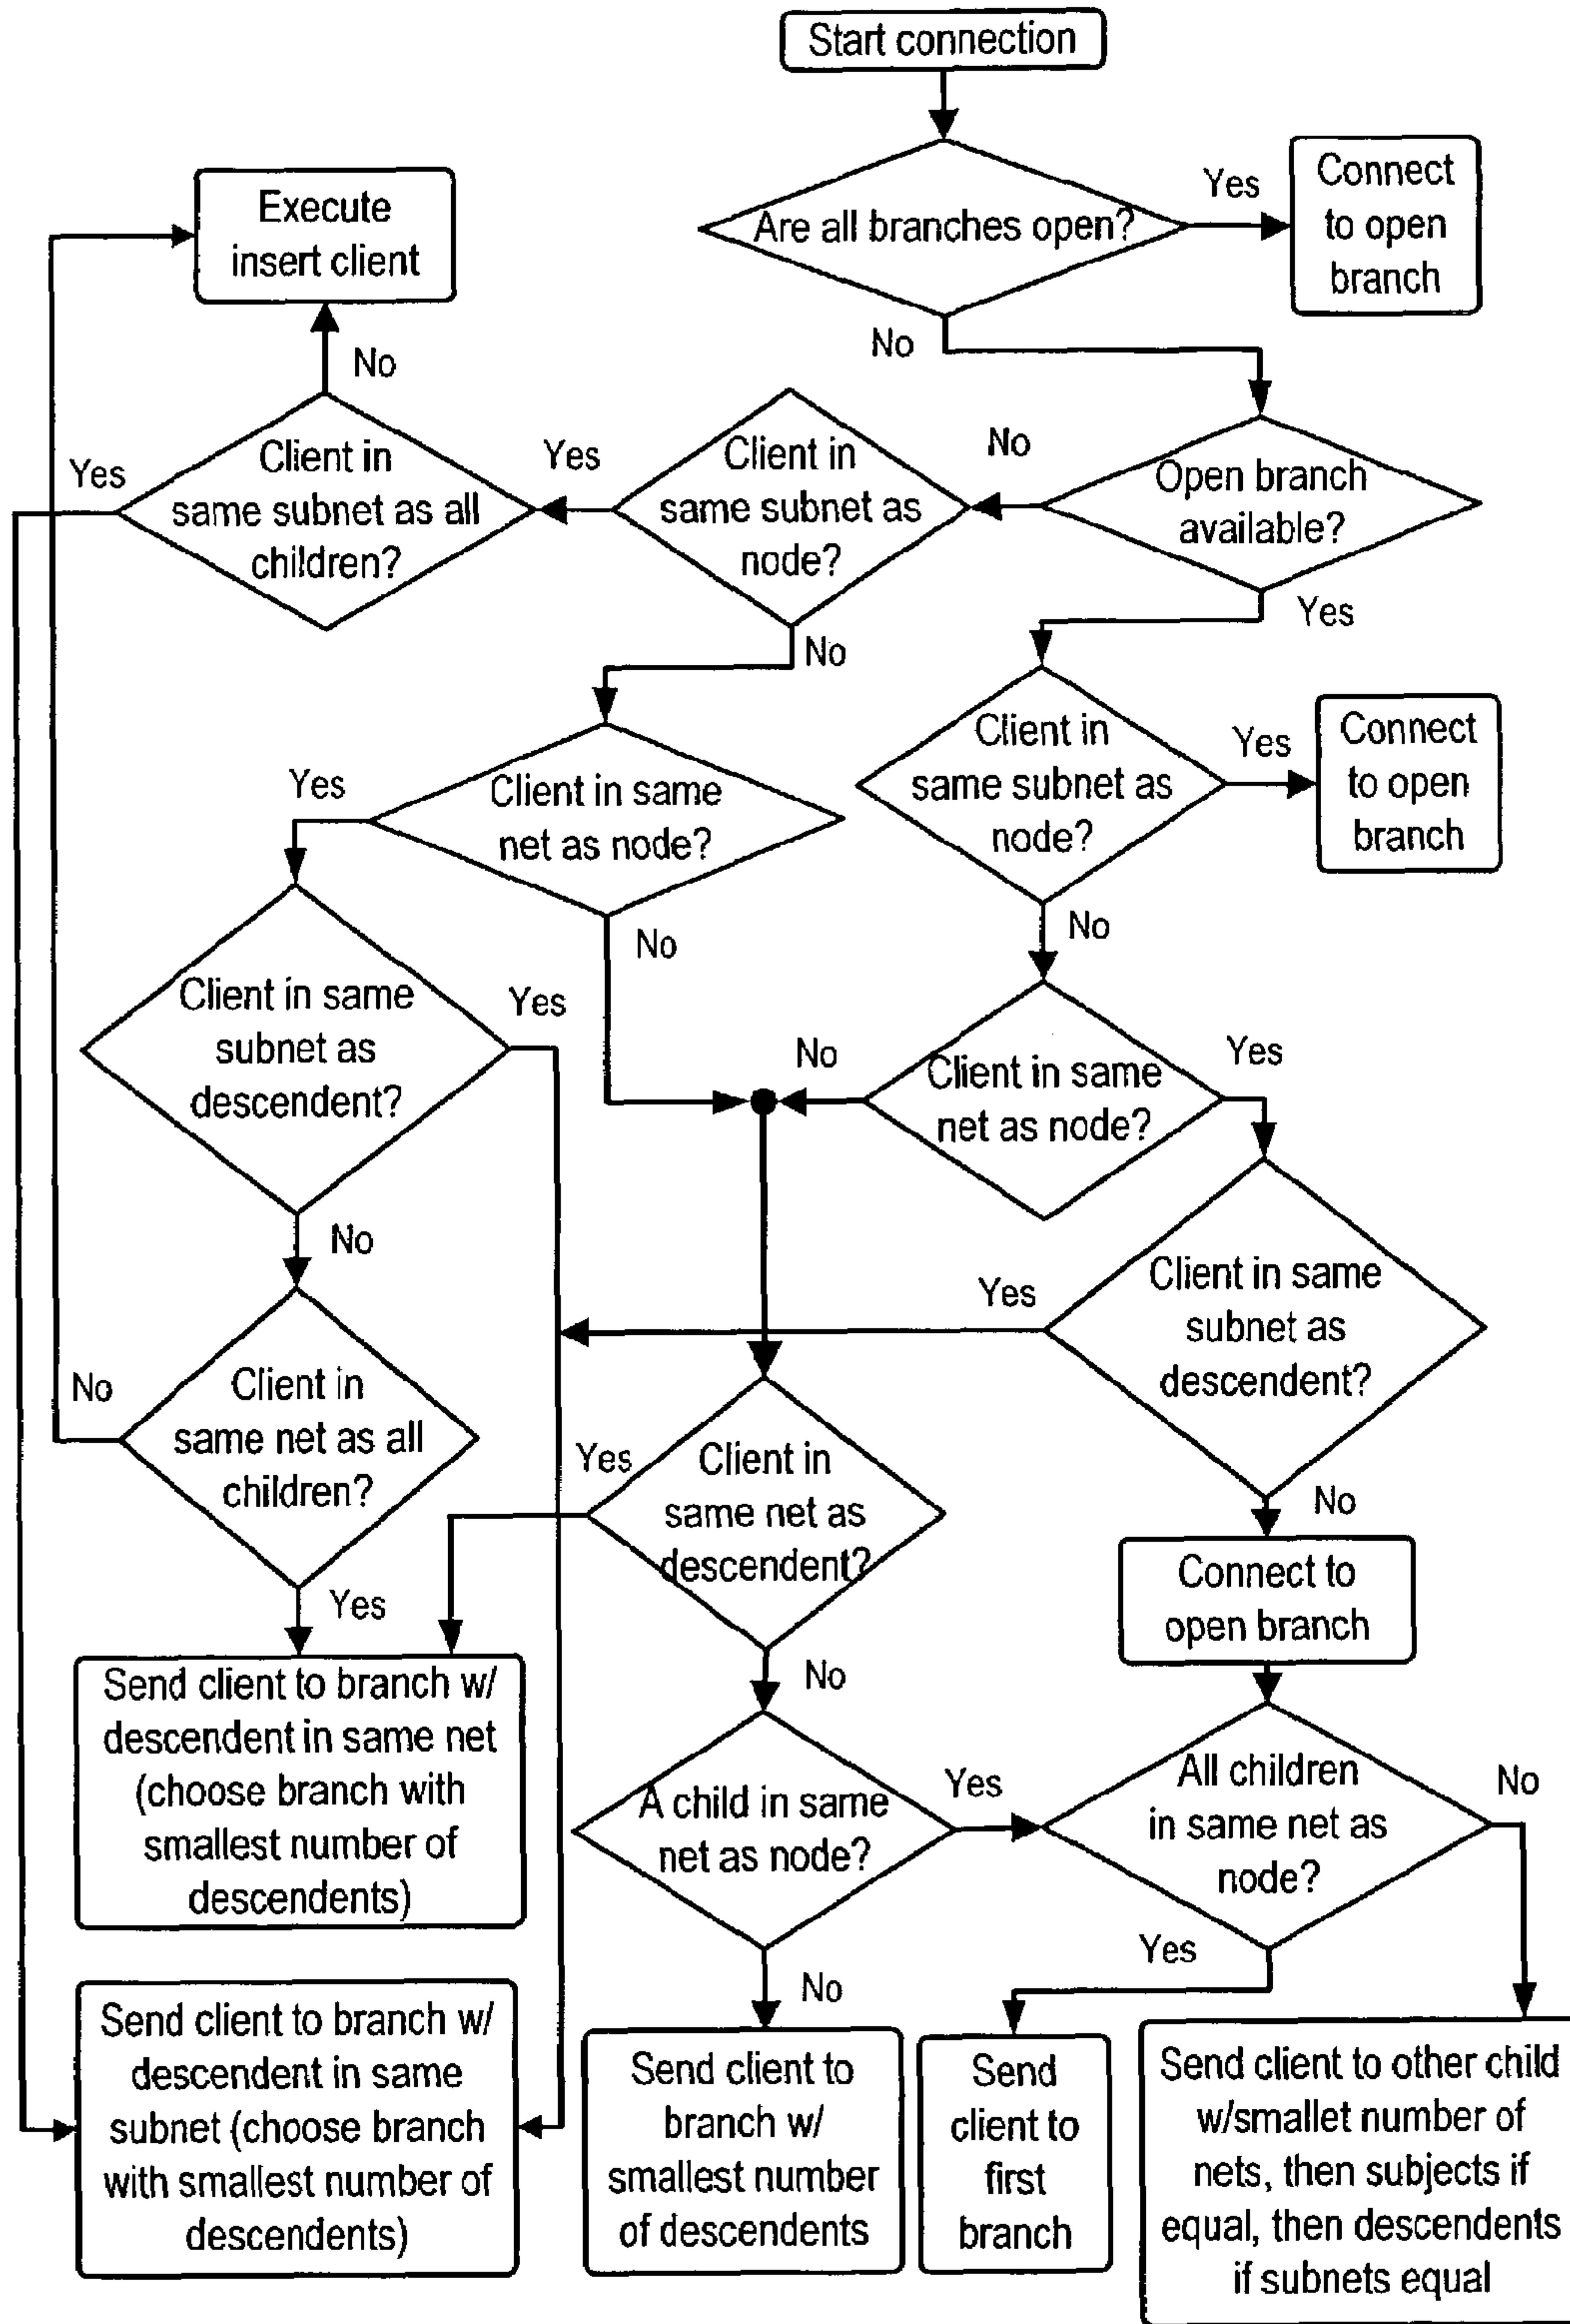 Start connection
Are all branches open?
Yes
Connect
to open
branch
No
Execute
insert client
No
Yes
Client in
same subnet as all
children?
Yes
Client in
same subnet as
node?
No
Open branch
available?
No
Yes
Client in
same subnet as
node?
Yes
Connect
to open
branch
No
Yes
Client in same
net as node?
No
Client in same
subnet as
descendent?
Yes
No
No
Client in same
net as node?
Yes
Yes
Client in same
subnet as
descendent?
No
No
Client in
same net as all
children?
Yes
Yes
Client in
same net as
descendent?
No
Connect to
open branch
Send client to branch w/
descendent in same net
(choose branch with
smallest number of
descendents)
A child in same
net as node?
Yes
No
All children
in same net as
node?
No
Yes
Send client to branch w/
descendent in same
subnet (choose branch
with smallest number of
descendents)
Send client to
branch w/
smallest number
of descendents
Send
client to
first
branch
Send client to other child
w/smallet number of
nets, then subjects if
equal, then descendents
if subnets equal